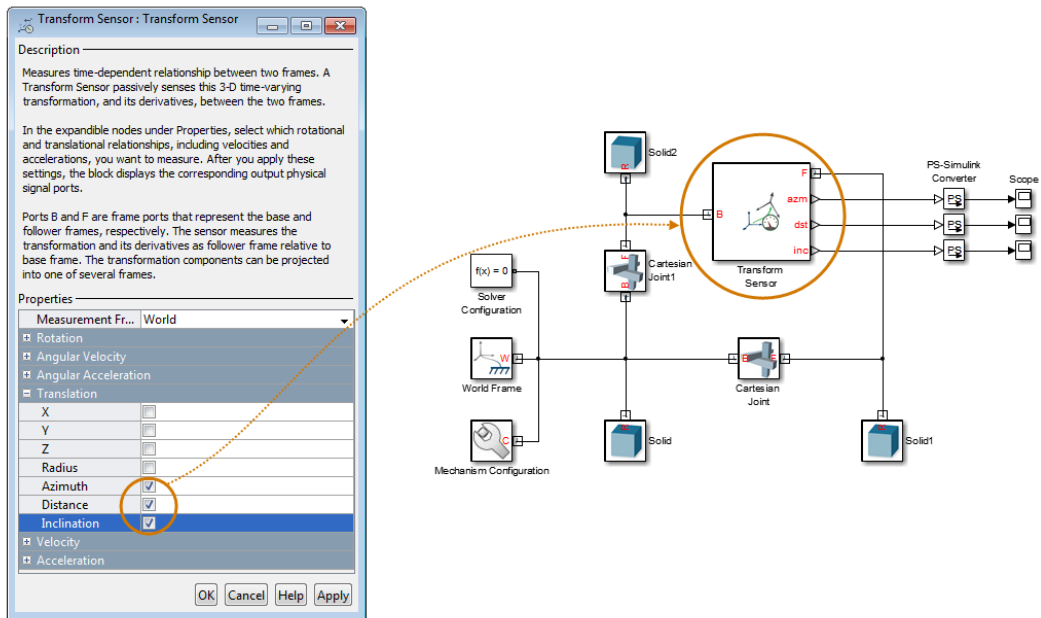 Transform Sensor : Transform Sensor
Description
Measures time-dependent relationship between two frames. A
Transform Sensor passively senses this 3-D time-varying
transformation, and its derivatives, between the two frames.
In the expandible nodes under Properties, select which rotational
and translational relationships, including velocities and
accelerations, you want to measure. After you apply these
settings, the block displays the corresponding output physical
signal ports.
Ports B and F are frame ports that represent the base and
follower frames, respectively. The sensor measures the
transformation and its derivatives as follower frame relative to
base frame. The transformation components can be projected
into one of several frames.
Properties
Measurement Fr... World
Rotation
Angular Velocity
Angular Acceleration
Translation
X
Y
Z
Radius
Azimuth
Distance
Inclination
Velocity
Acceleration
OK Cancel Help Apply
Solid2
R
B
F
azm
dst
inc
Transform
Sensor
PS-Simulink
Converter
Scope
PS
PS
PS
F
B
Cartesian
Joint1
f(x) = 0
Solver
Configuration
W
World Frame
C
Mechanism Configuration
B
F
Cartesian
Joint
R
Solid
R
Solid1